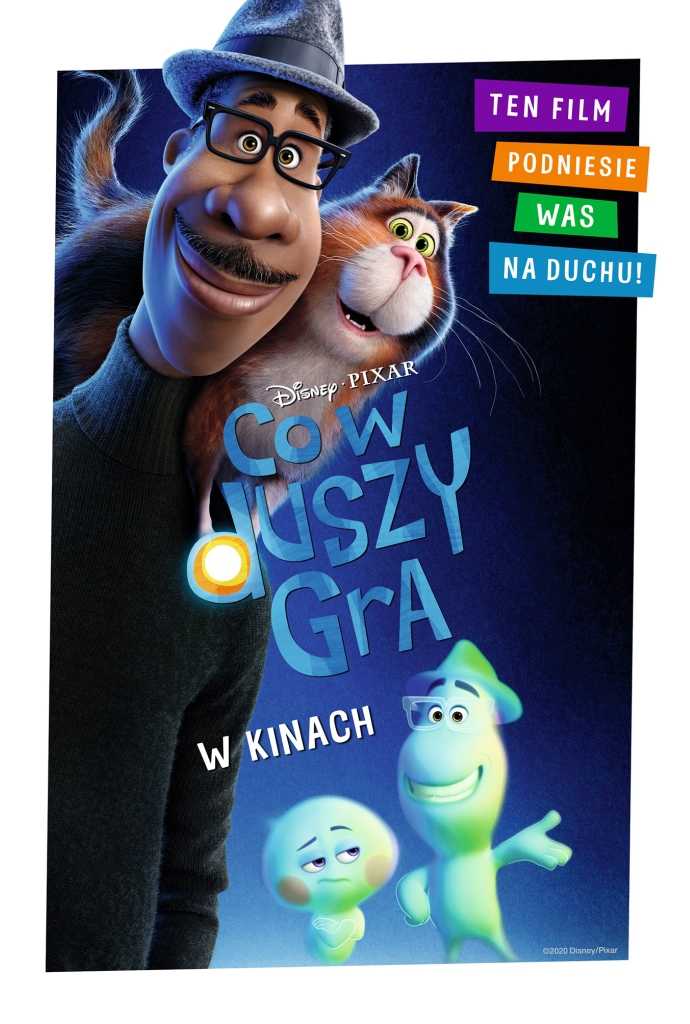 TEN FILM
PODNIESIE
WAS
NA DUCHU!
DISNEY · PIXAR
CO W
DUSZY
GRA
W KINACH
©2020 Disney/Pixar